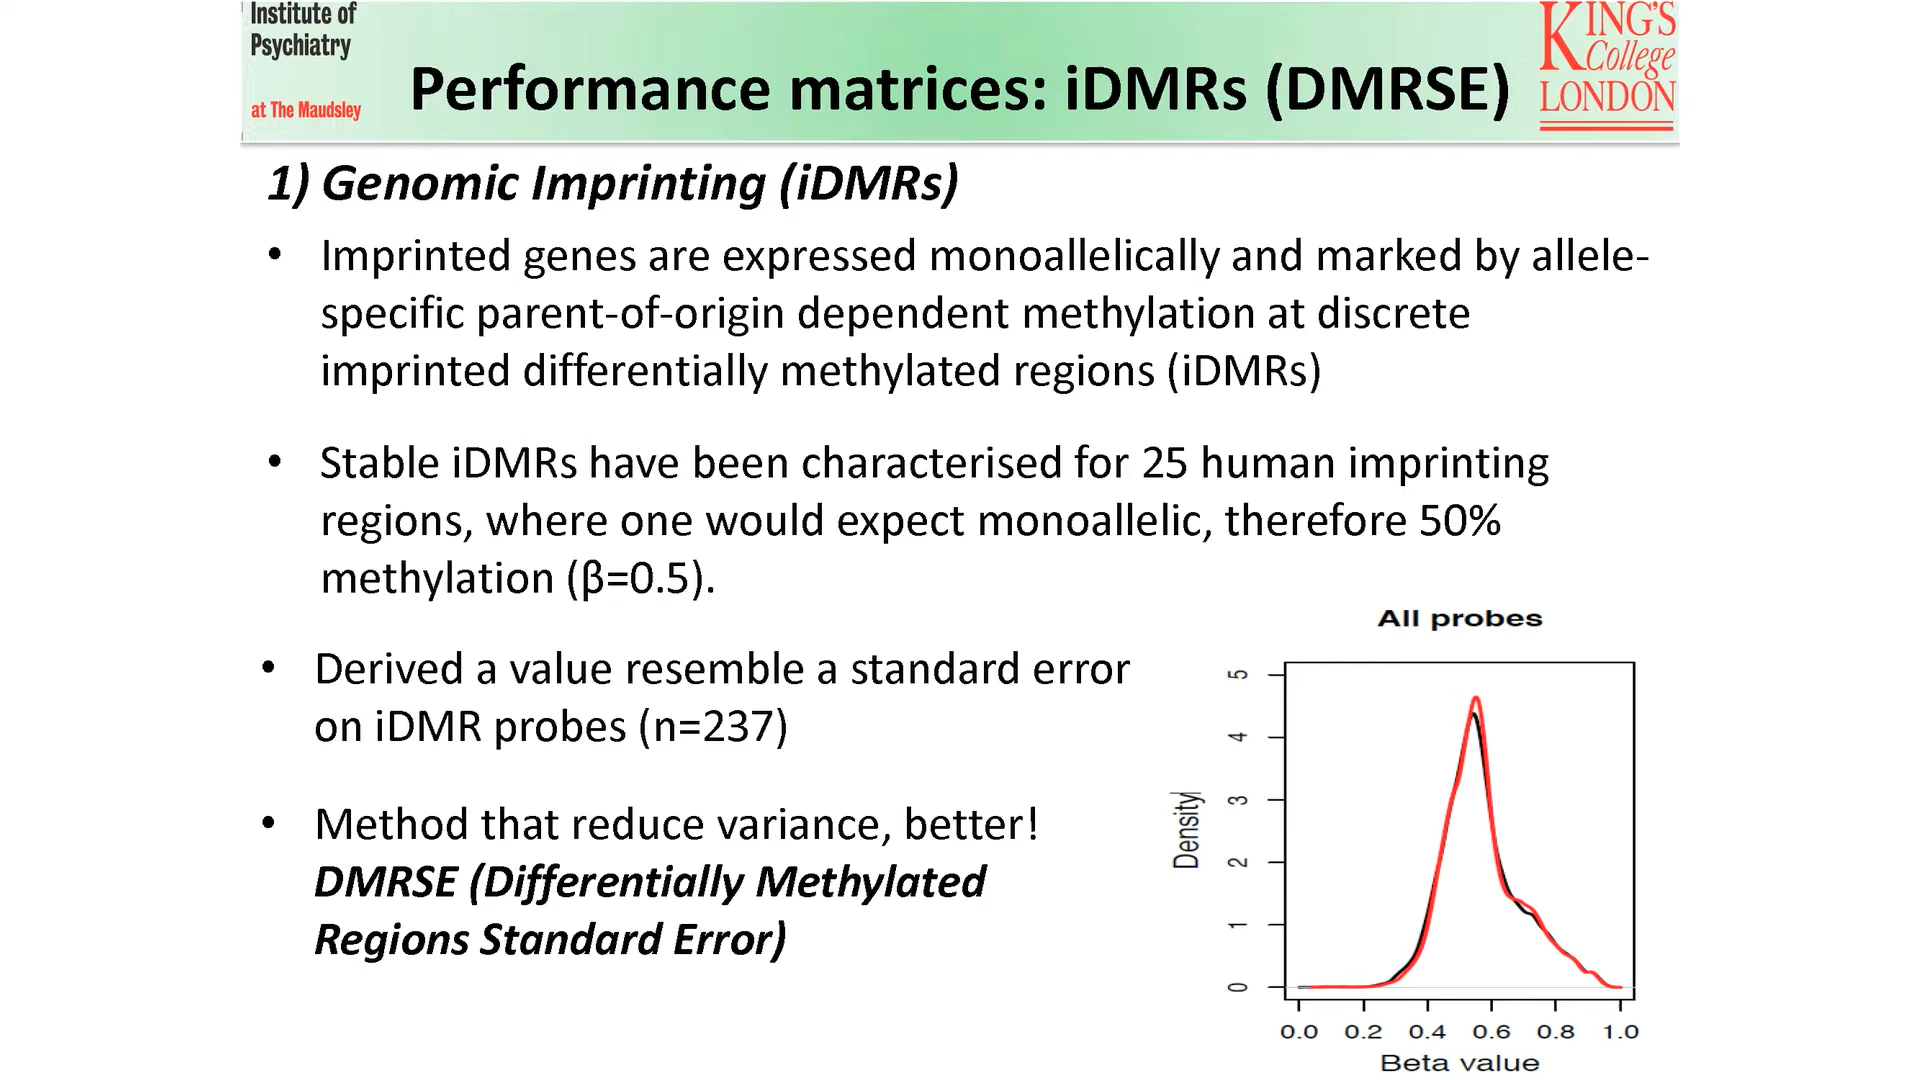 Institute of
Psychiatry
at The Maudsley
Performance matrices: iDMRs (DMRSE)
KING'S
College
LONDON
1) Genomic Imprinting (iDMRs)
• Imprinted genes are expressed monoallelically and marked by allele-
specific parent-of-origin dependent methylation at discrete
imprinted differentially methylated regions (iDMRs)
• Stable iDMRs have been characterised for 25 human imprinting
regions, where one would expect monoallelic, therefore 50%
methylation (β=0.5).
• Derived a value resemble a standard error
on iDMR probes (n=237)
• Method that reduce variance, better!
DMRSE (Differentially Methylated
Regions Standard Error)
All probes
Density
5
4
3
2
1
0
0.0 0.2 0.4 0.6 0.8 1.0
Beta value